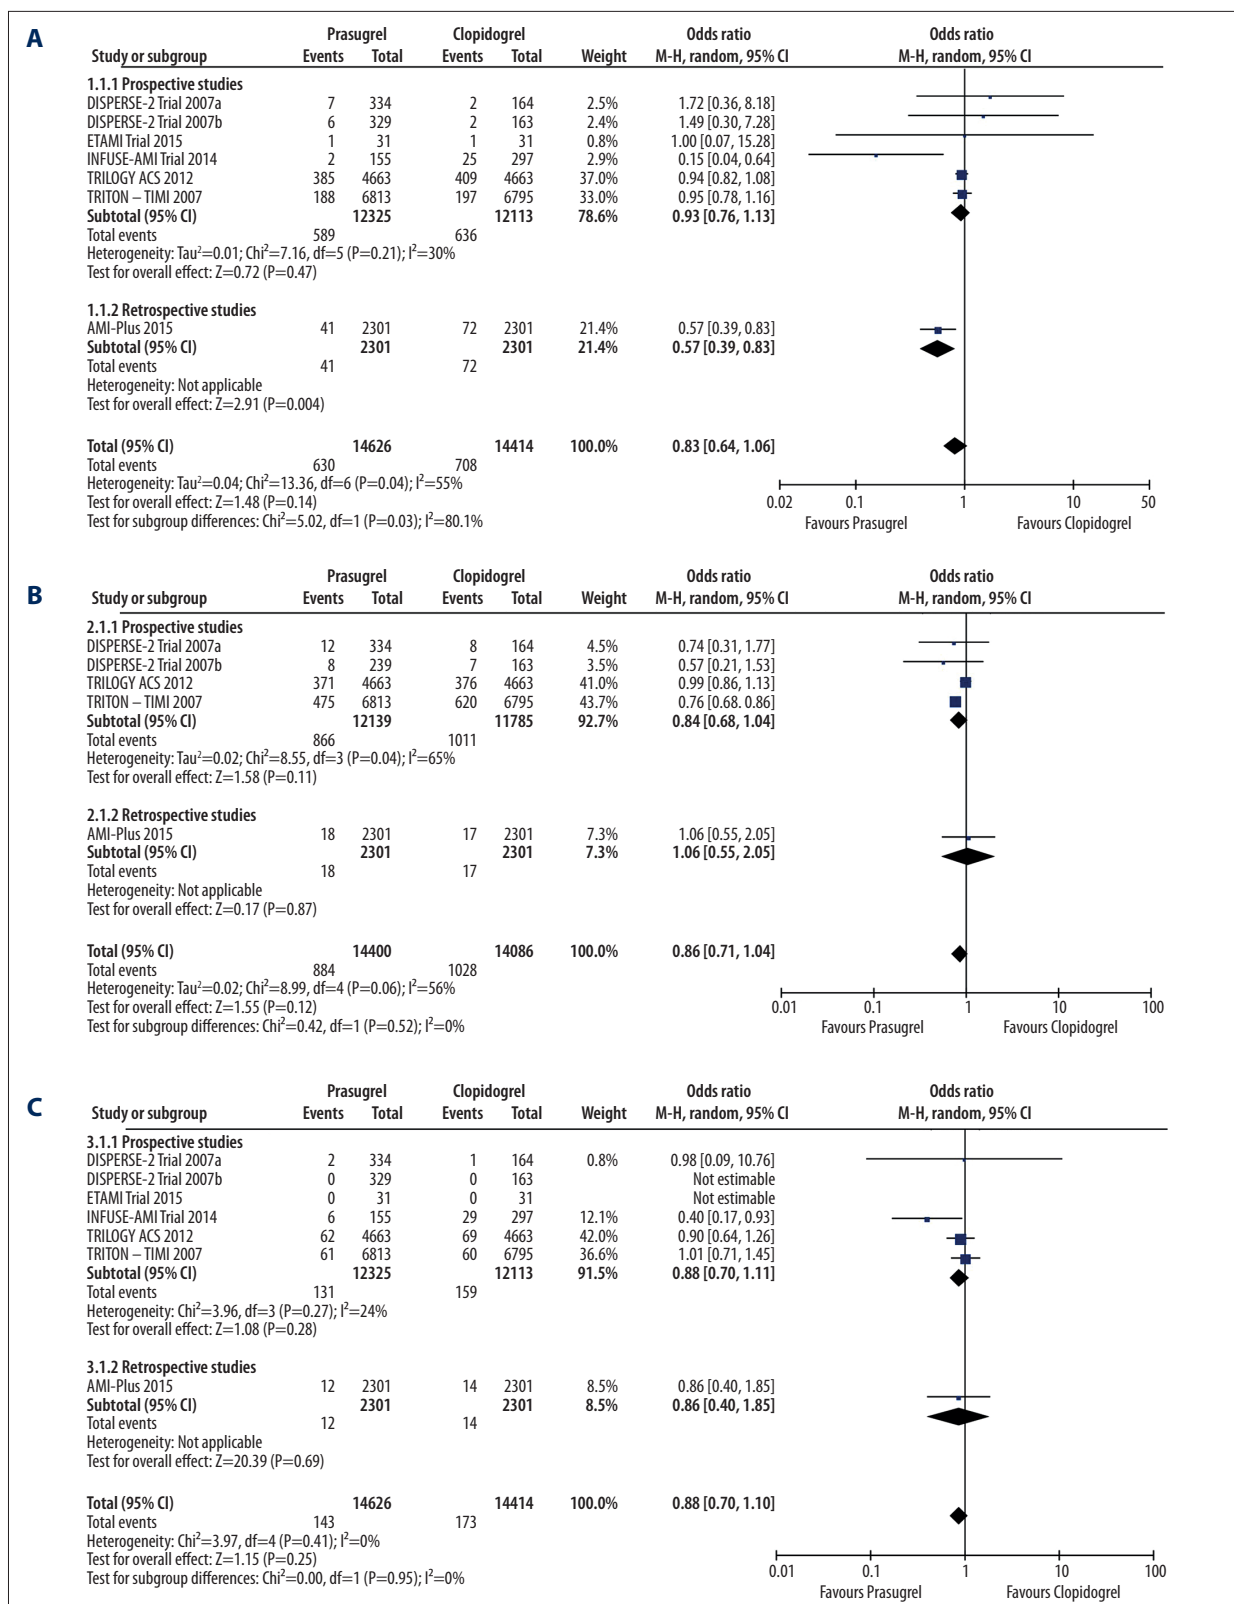 A
Prasugrel Clopidogrel Odds ratio Odds ratio
Study or subgroup Events Total Events Total Weight M-H, random, 95% CI M-H, random, 95% CI
1.1.1 Prospective studies
DISPERSE-2 Trial 2007a 7 334 2 164 2.5% 1.72 [0.36, 8.18]
DISPERSE-2 Trial 2007b 6 329 2 163 2.4% 1.49 [0.30, 7.28]
ETAMI Trial 2015 1 31 1 31 0.8% 1.00 [0.07, 15.28]
INFUSE-AMI Trial 2014 2 155 25 297 2.9% 0.15 [0.04, 0.64]
TRILOGY ACS 2012 385 4663 409 4663 37.0% 0.94 [0.82, 1.08]
TRITON – TIMI 2007 188 6813 197 6795 33.0% 0.95 [0.78, 1.16]
Subtotal (95% CI) 12325 12113 78.6% 0.93 [0.76, 1.13]
Total events 589 636
Heterogeneity: Tau²=0.01; Chi²=7.16, df=5 (P=0.21); I²=30%
Test for overall effect: Z=0.72 (P=0.47)
1.1.2 Retrospective studies
AMI-Plus 2015 41 2301 72 2301 21.4% 0.57 [0.39, 0.83]
Subtotal (95% CI) 2301 2301 21.4% 0.57 [0.39, 0.83]
Total events 41 72
Heterogeneity: Not applicable
Test for overall effect: Z=2.91 (P=0.004)
Total (95% CI) 14626 14414 100.0% 0.83 [0.64, 1.06]
Total events 630 708
Heterogeneity: Tau²=0.04; Chi²=13.36, df=6 (P=0.04); I²=55%
Test for overall effect: Z=1.48 (P=0.14)
Test for subgroup differences: Chi²=5.02, df=1 (P=0.03); I²=80.1%
0.02 0.1 1 10 50
Favours Prasugrel Favours Clopidogrel
B
Prasugrel Clopidogrel Odds ratio Odds ratio
Study or subgroup Events Total Events Total Weight M-H, random, 95% CI M-H, random, 95% CI
2.1.1 Prospective studies
DISPERSE-2 Trial 2007a 12 334 8 164 4.5% 0.74 [0.31, 1.77]
DISPERSE-2 Trial 2007b 8 239 7 163 3.5% 0.57 [0.21, 1.53]
TRILOGY ACS 2012 371 4663 376 4663 41.0% 0.99 [0.86, 1.13]
TRITON – TIMI 2007 475 6813 620 6795 43.7% 0.76 [0.68. 0.86]
Subtotal (95% CI) 12139 11785 92.7% 0.84 [0.68, 1.04]
Total events 866 1011
Heterogeneity: Tau²=0.02; Chi²=8.55, df=3 (P=0.04); I²=65%
Test for overall effect: Z=1.58 (P=0.11)
2.1.2 Retrospective studies
AMI-Plus 2015 18 2301 17 2301 7.3% 1.06 [0.55, 2.05]
Subtotal (95% CI) 2301 2301 7.3% 1.06 [0.55, 2.05]
Total events 18 17
Heterogeneity: Not applicable
Test for overall effect: Z=0.17 (P=0.87)
Total (95% CI) 14400 14086 100.0% 0.86 [0.71, 1.04]
Total events 884 1028
Heterogeneity: Tau²=0.02; Chi²=8.99, df=4 (P=0.06); I²=56%
Test for overall effect: Z=1.55 (P=0.12)
Test for subgroup differences: Chi²=0.42, df=1 (P=0.52); I²=0%
0.01 0.1 1 10 100
Favours Prasugrel Favours Clopidogrel
C
Prasugrel Clopidogrel Odds ratio Odds ratio
Study or subgroup Events Total Events Total Weight M-H, random, 95% CI M-H, random, 95% CI
3.1.1 Prospective studies
DISPERSE-2 Trial 2007a 2 334 1 164 0.8% 0.98 [0.09, 10.76]
DISPERSE-2 Trial 2007b 0 329 0 163 Not estimable
ETAMI Trial 2015 0 31 0 31 Not estimable
INFUSE-AMI Trial 2014 6 155 29 297 12.1% 0.40 [0.17, 0.93]
TRILOGY ACS 2012 62 4663 69 4663 42.0% 0.90 [0.64, 1.26]
TRITON – TIMI 2007 61 6813 60 6795 36.6% 1.01 [0.71, 1.45]
Subtotal (95% CI) 12325 12113 91.5% 0.88 [0.70, 1.11]
Total events 131 159
Heterogeneity: Chi²=3.96, df=3 (P=0.27); I²=24%
Test for overall effect: Z=1.08 (P=0.28)
3.1.2 Retrospective studies
AMI-Plus 2015 12 2301 14 2301 8.5% 0.86 [0.40, 1.85]
Subtotal (95% CI) 2301 2301 8.5% 0.86 [0.40, 1.85]
Total events 12 14
Heterogeneity: Not applicable
Test for overall effect: Z=20.39 (P=0.69)
Total (95% CI) 14626 14414 100.0% 0.88 [0.70, 1.10]
Total events 143 173
Heterogeneity: Chi²=3.97, df=4 (P=0.41); I²=0%
Test for overall effect: Z=1.15 (P=0.25)
Test for subgroup differences: Chi²=0.00, df=1 (P=0.95); I²=0%
0.01 0.1 1 10 100
Favours Prasugrel Favours Clopidogrel